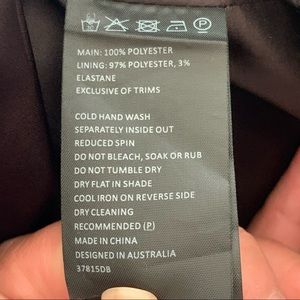 MAIN: 100% POLYESTER
LINING: 97% POLYESTER, 3%
ELASTANE
EXCLUSIVE OF TRIMS
COLD HAND WASH
SEPARATELY INSIDE OUT
REDUCED SPIN
DO NOT BLEACH, SOAK OR RUB
DO NOT TUMBLE DRY
DRY FLAT IN SHADE
COOL IRON ON REVERSE SIDE
DRY CLEANING
RECOMMENDED (P)
MADE IN CHINA
DESIGNED IN AUSTRALIA
37815DB